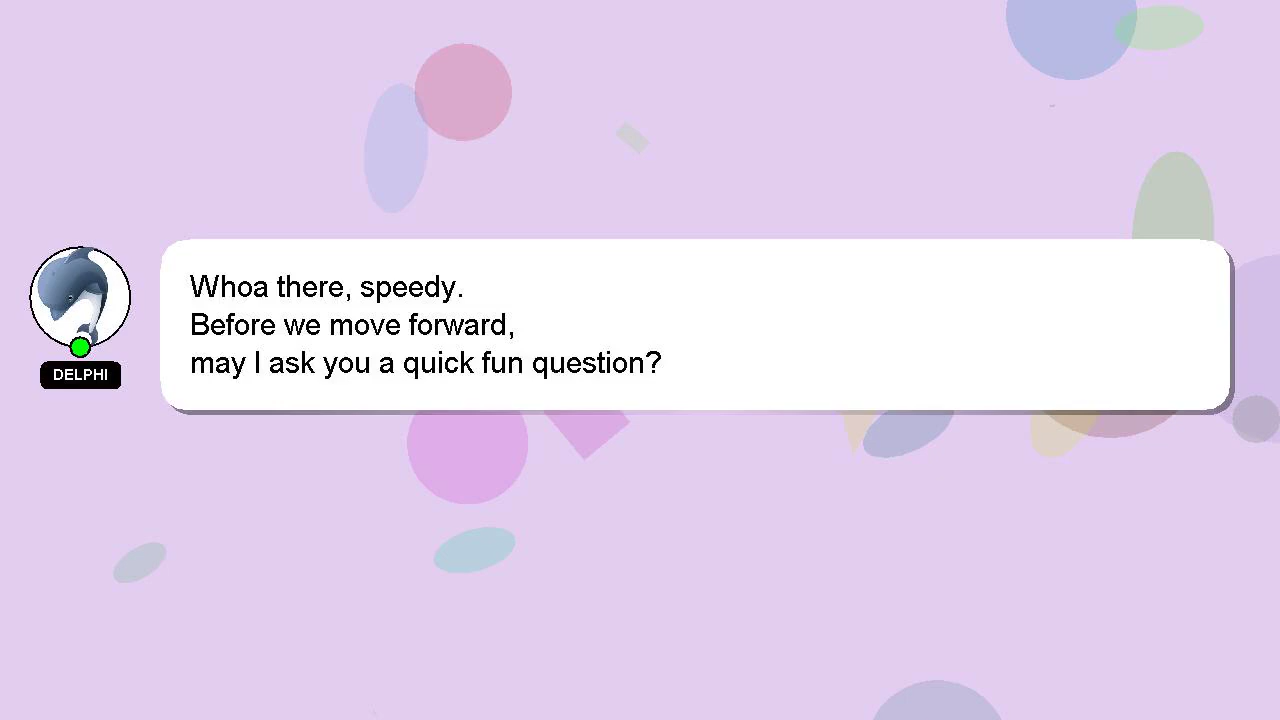 Whoa there, speedy.
Before we move forward,
may I ask you a quick fun question?
DELPHI